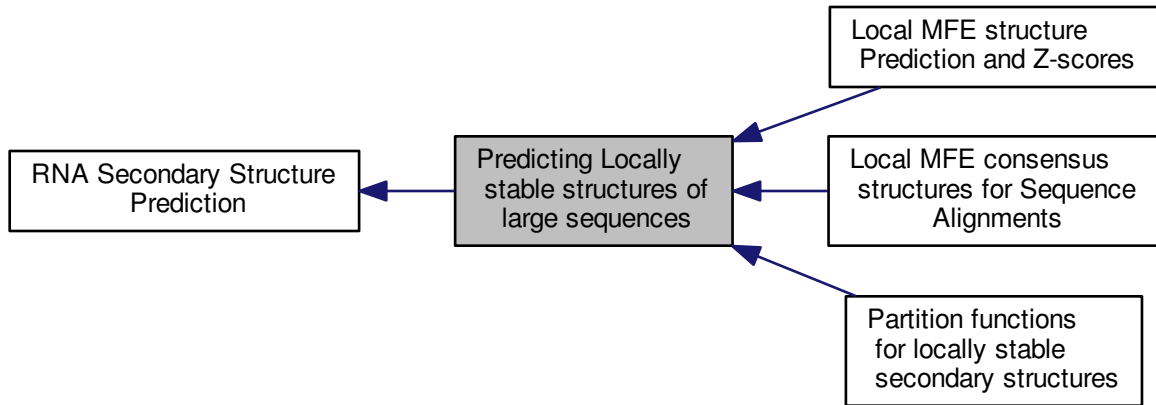 RNA Secondary Structure
Prediction
Predicting Locally
stable structures of
large sequences
Local MFE structure
Prediction and Z-scores
Local MFE consensus
structures for Sequence
Alignments
Partition functions
for locally stable
secondary structures